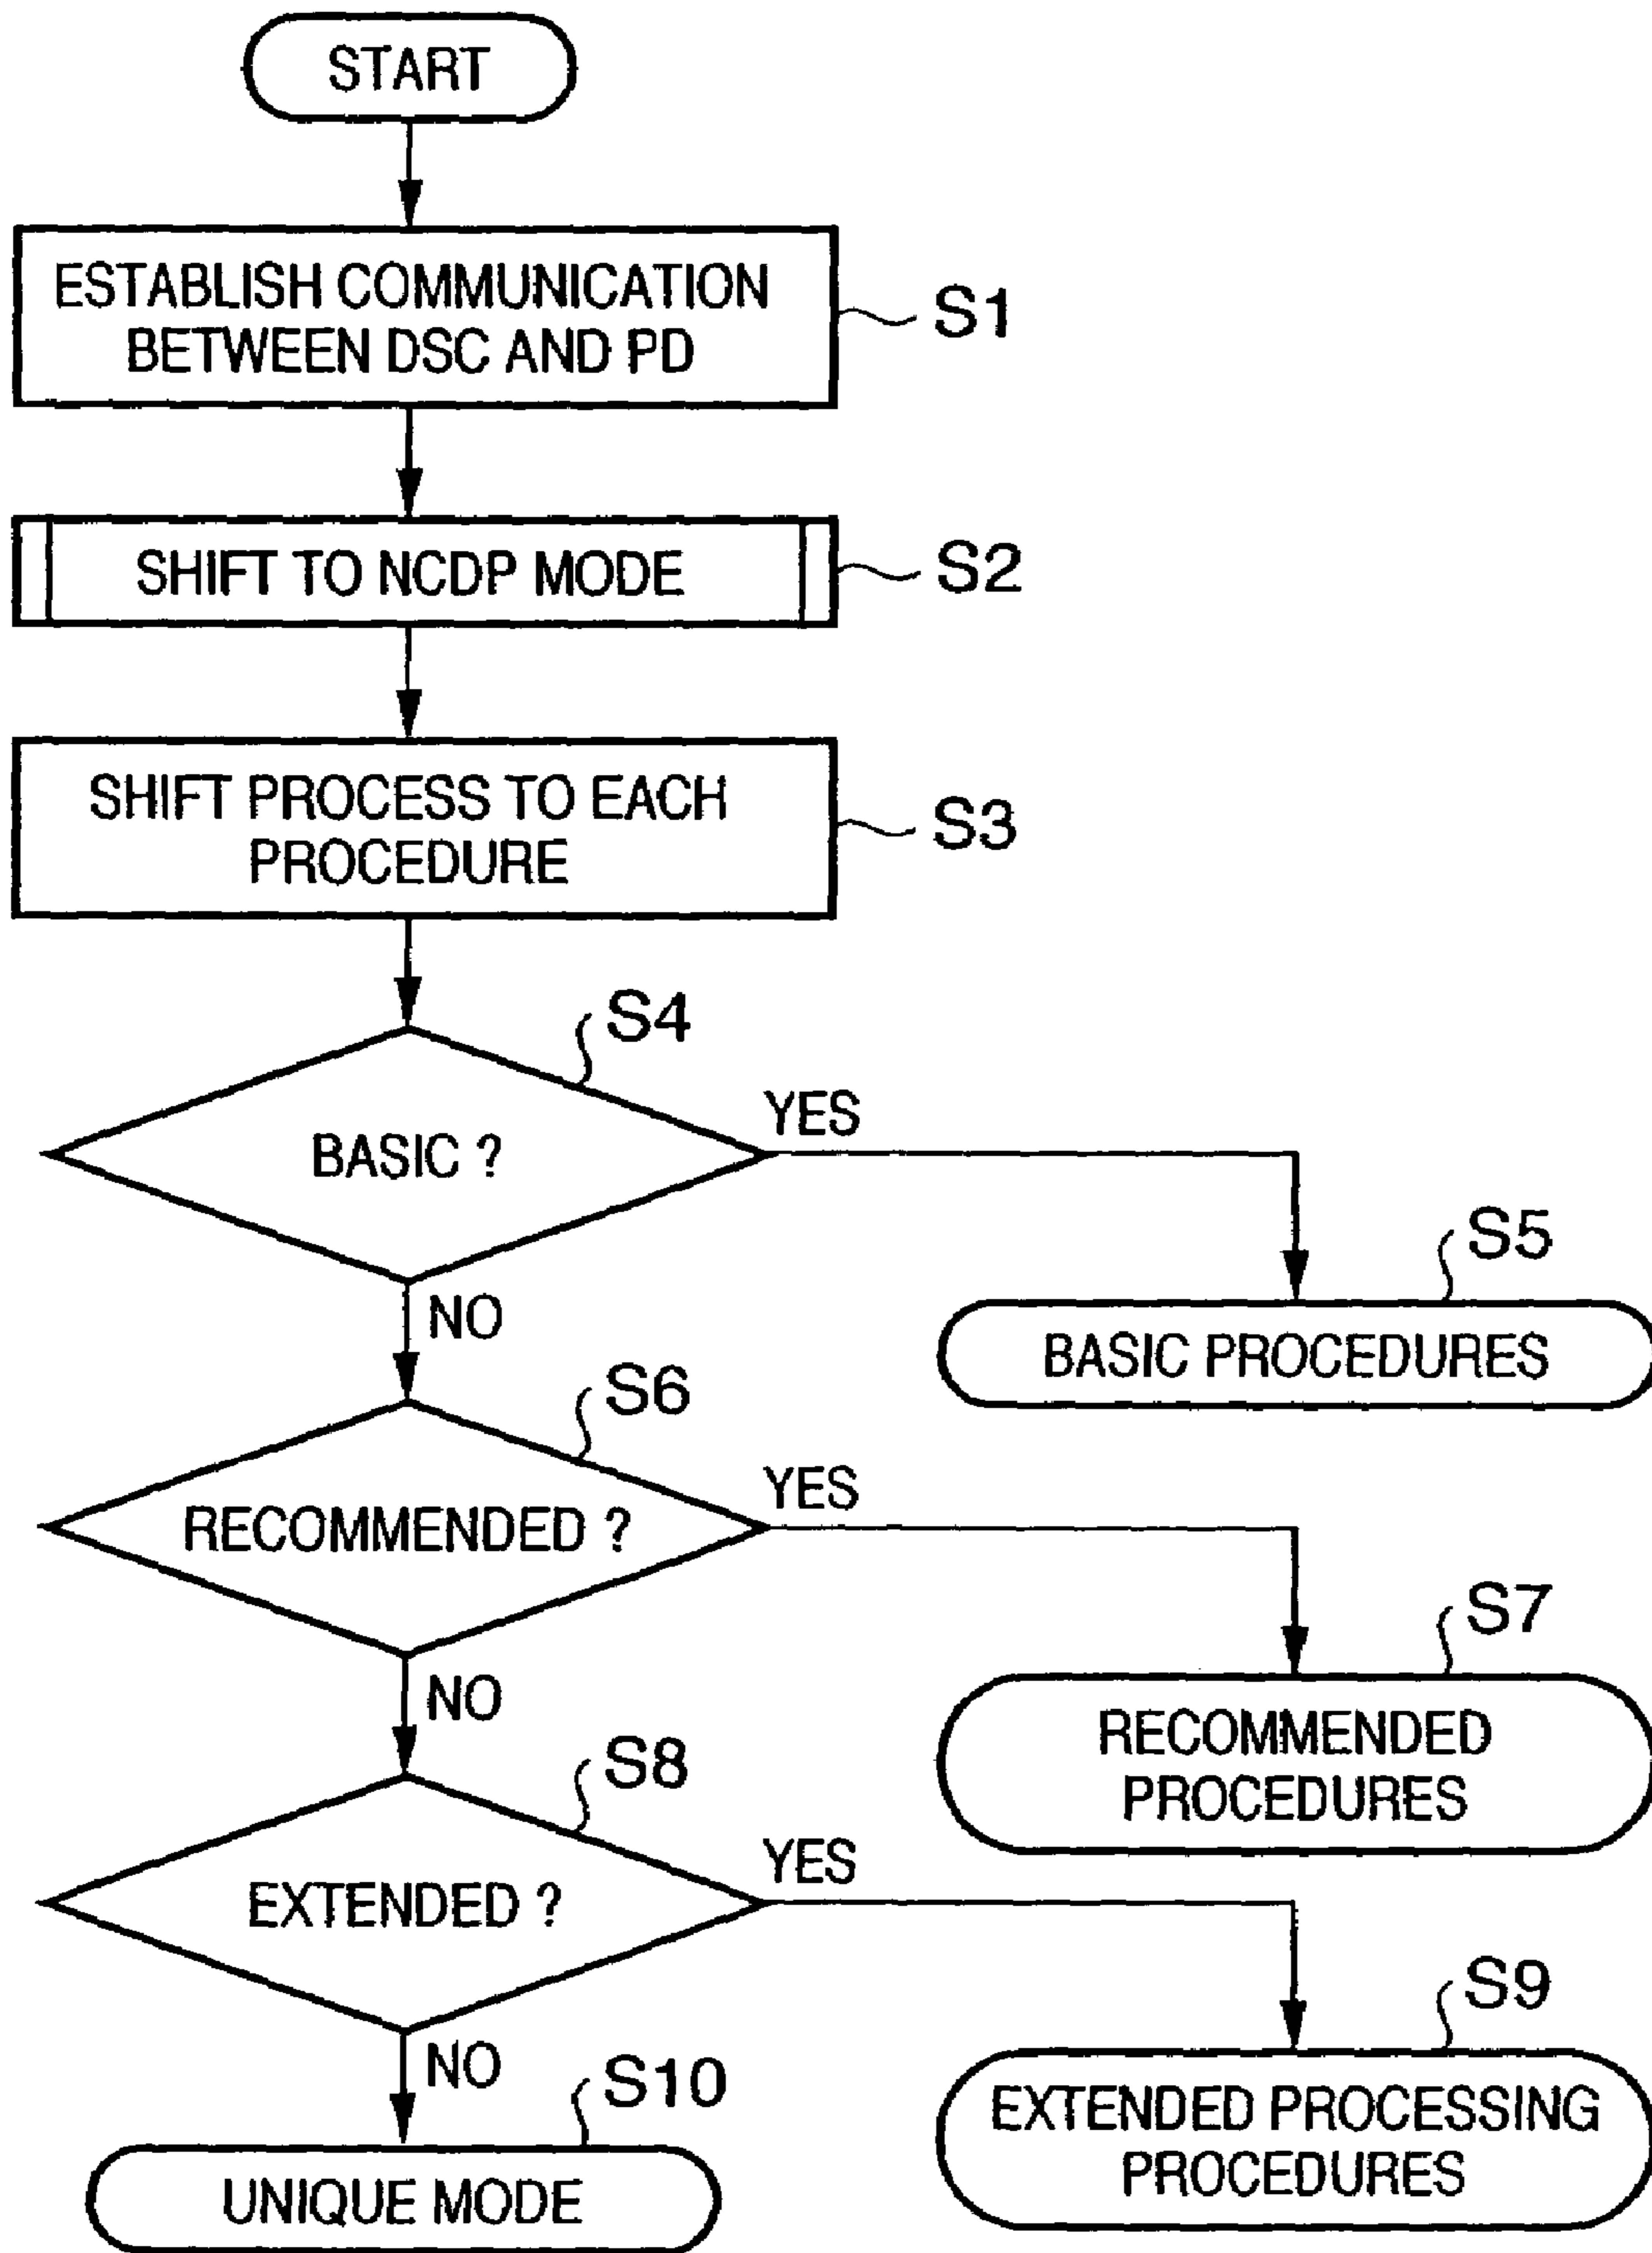 START
ESTABLISH COMMUNICATION
BETWEEN DSC AND PD
S1
SHIFT TO NCDP MODE
S2
SHIFT PROCESS TO EACH
PROCEDURE
S3
S4
BASIC ?
YES
NO
S5
BASIC PROCEDURES
S6
RECOMMENDED ?
YES
NO
S7
RECOMMENDED
PROCEDURES
S8
EXTENDED ?
YES
NO
S9
EXTENDED PROCESSING
PROCEDURES
S10
UNIQUE MODE